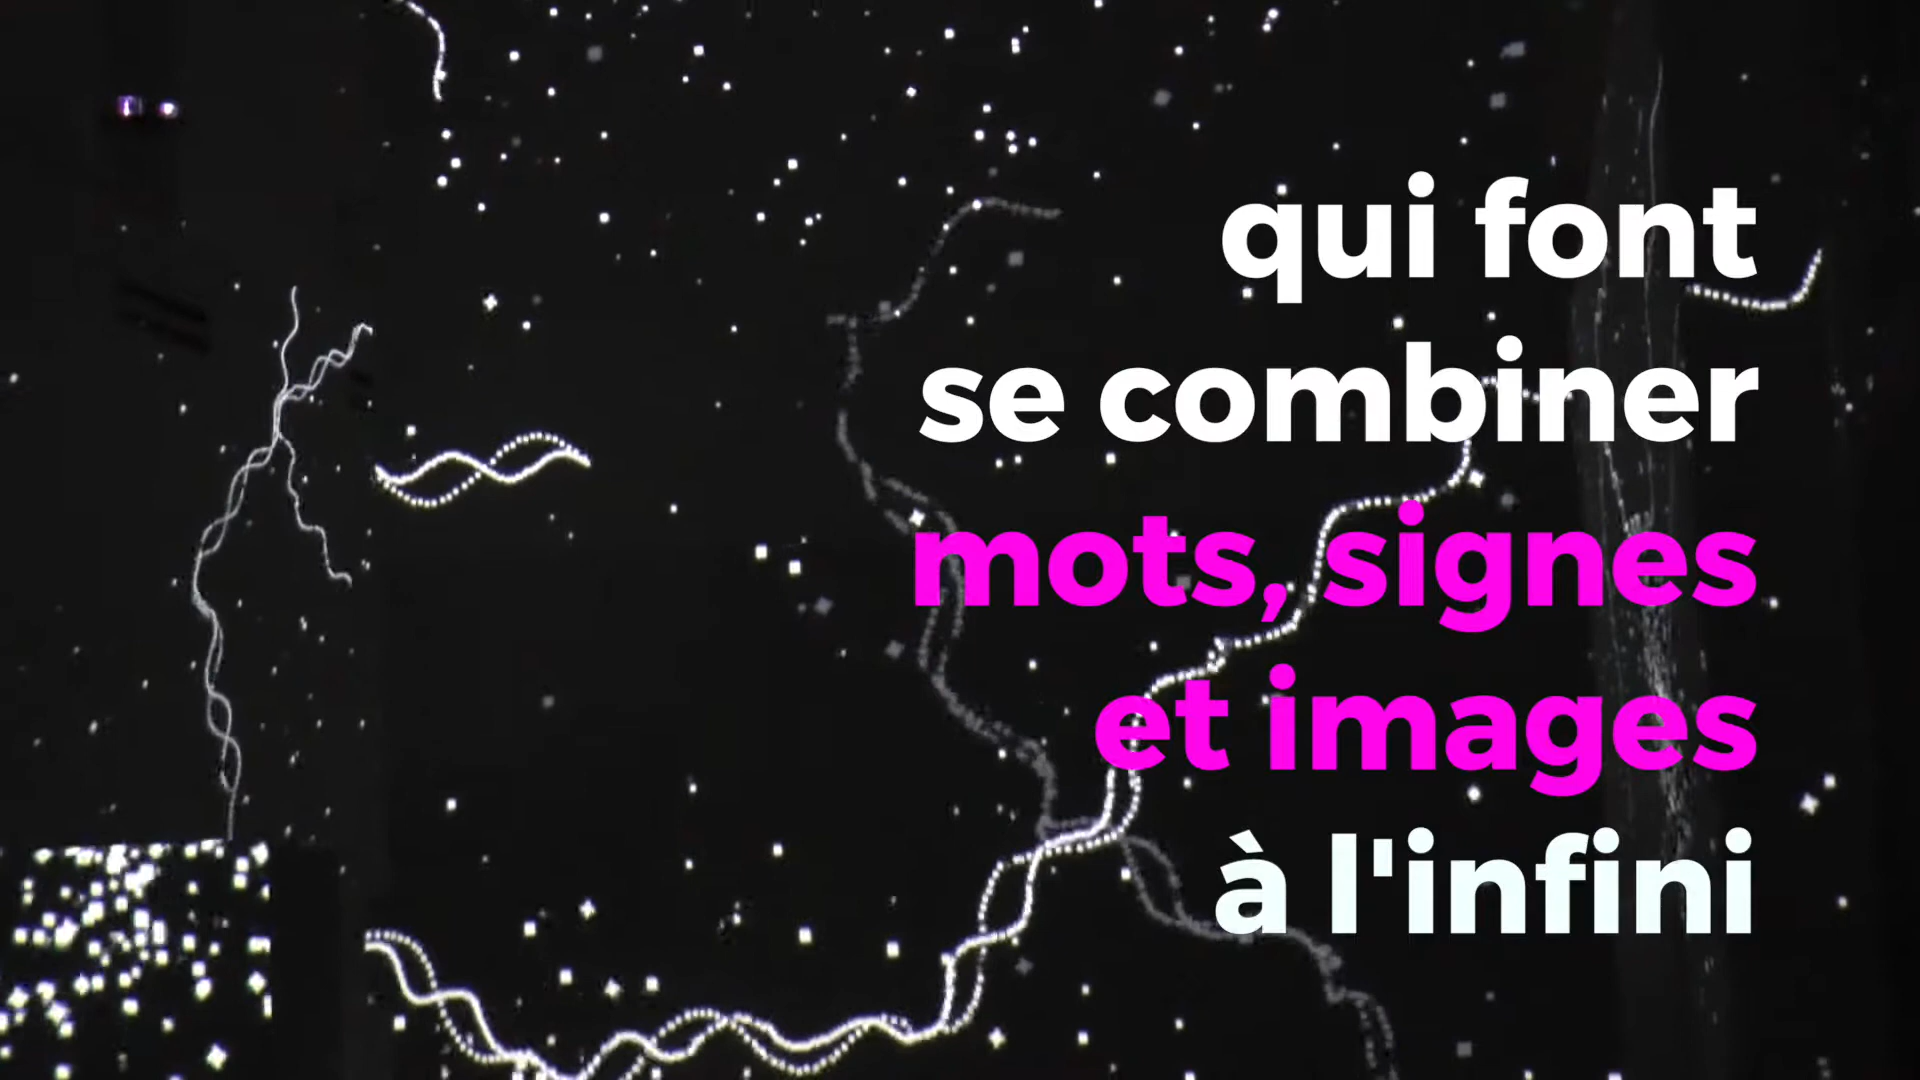 qui font
se combiner
mots, signes
et images
à l'infini